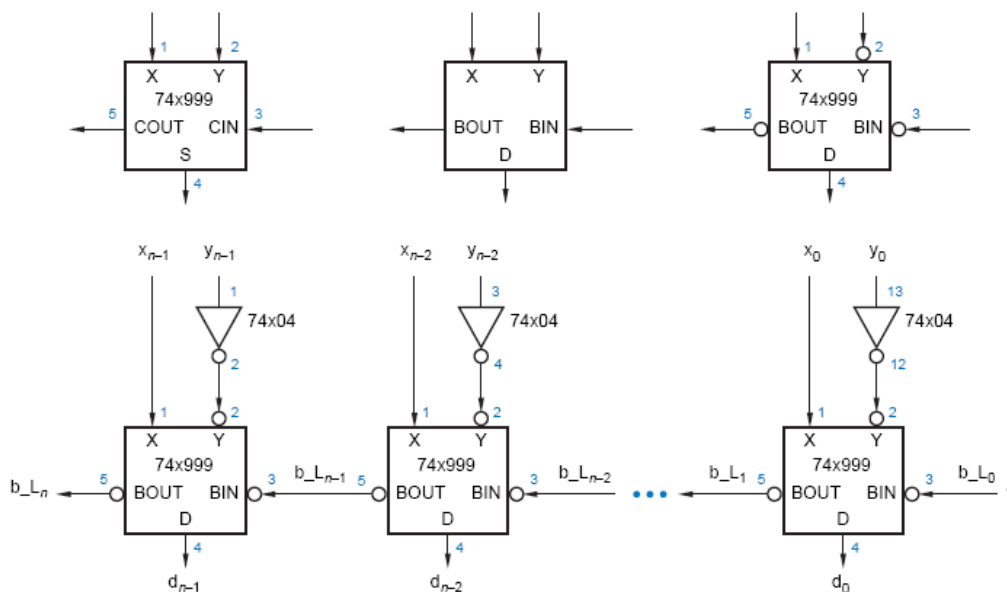 1 2
X Y X Y X Y
1 2
74x999 74x999
5 COUT CIN 3 BOUT BIN 5 BOUT BIN 3
S D D
4 4
xn–1 yn–1 xn–2 yn–2 x0 y0
1 3 13
74x04 74x04 74x04
2 4 12
1 2 1 2 1 2
X Y X Y X Y
74x999 74x999 74x999
b_Ln 5 BOUT BIN 3 b_Ln–1 5 BOUT BIN 3 b_Ln–2 ••• b_L1 5 BOUT BIN 3 b_L0
D D D
4 4 4
dn–1 dn–2 d0